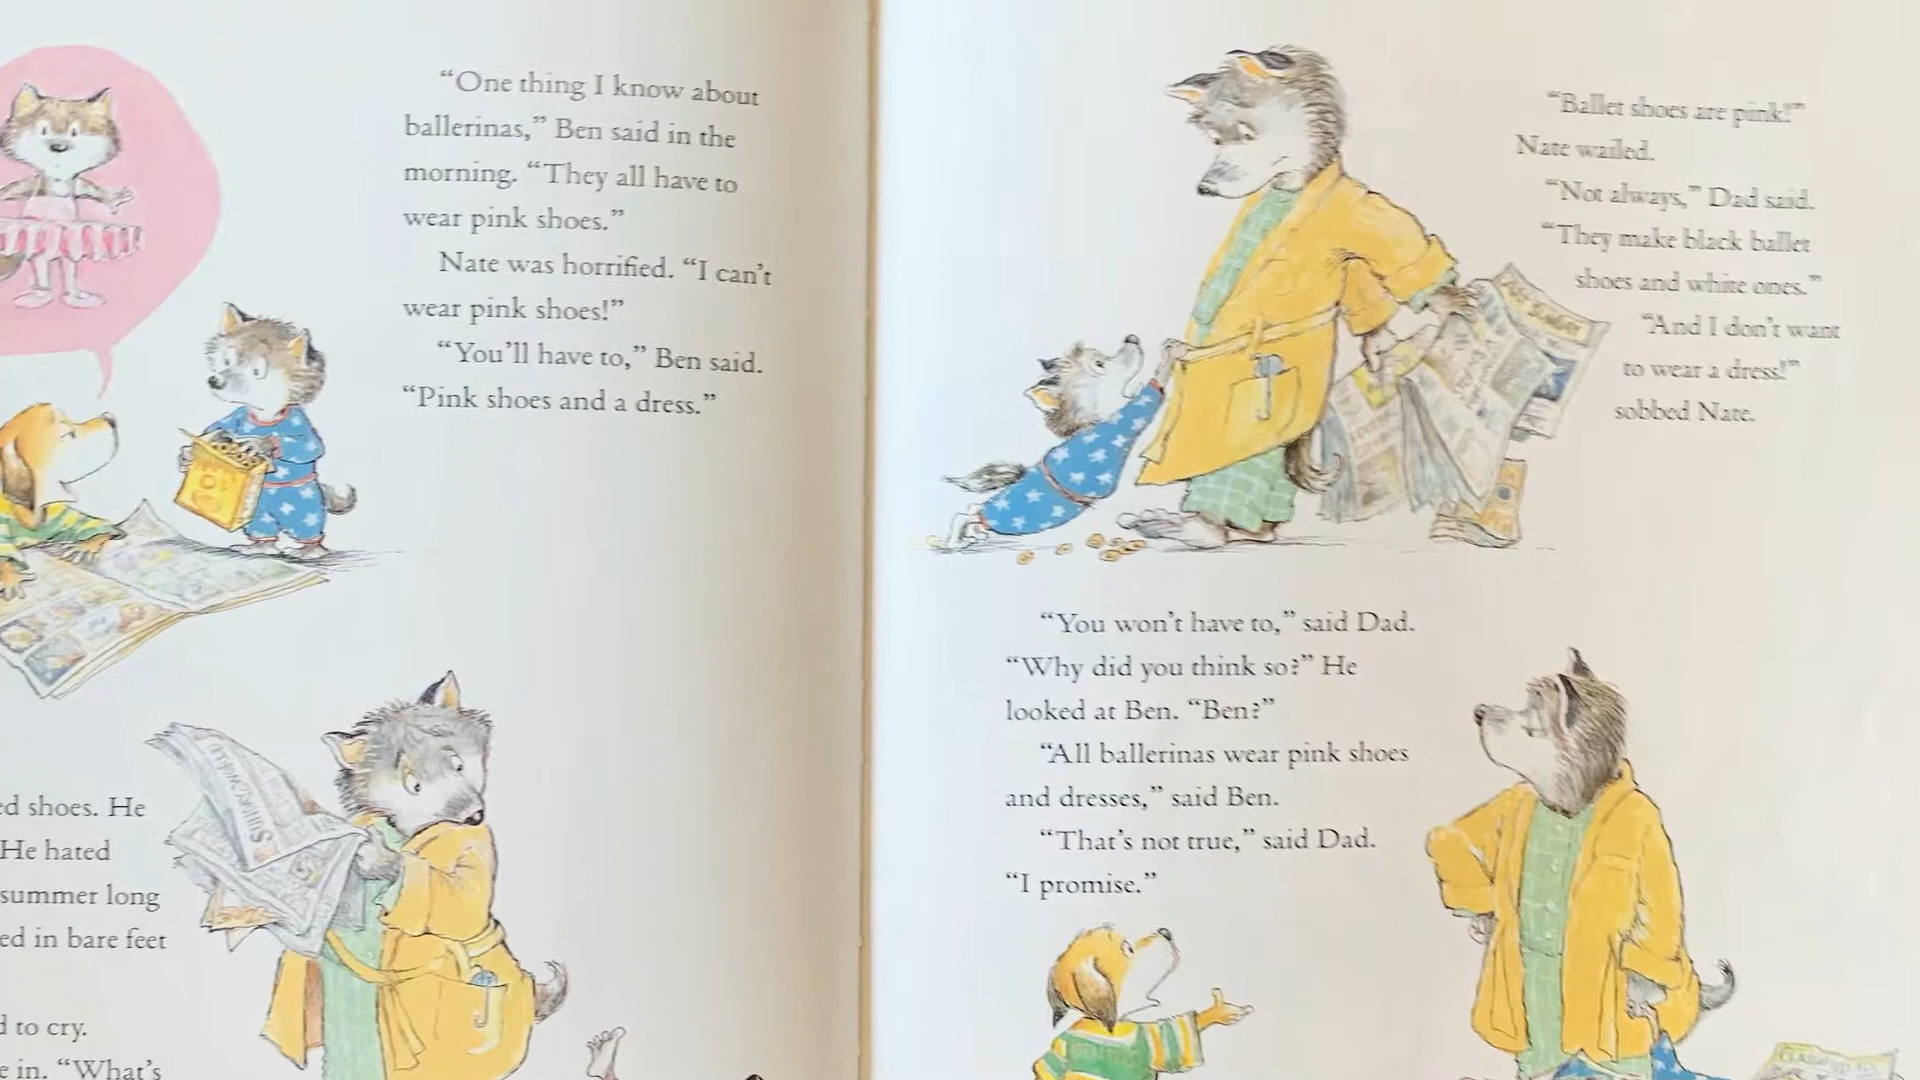 “One thing I know about
ballerinas,” Ben said in the
morning. “They all have to
wear pink shoes.”
Nate was horrified. “I can’t
wear pink shoes!”
“You’ll have to,” Ben said.
“Pink shoes and a dress.”
ed shoes. He
He hated
summer long
ed in bare feet
d to cry.
e in. “What’s
“Ballet shoes are pink!”
Nate wailed.
“Not always,” Dad said.
“They make black ballet
shoes and white ones.”
“And I don’t want
to wear a dress!”
sobbed Nate.
“You won’t have to,” said Dad.
“Why did you think so?” He
looked at Ben. “Ben?”
“All ballerinas wear pink shoes
and dresses,” said Ben.
“That’s not true,” said Dad.
“I promise.”